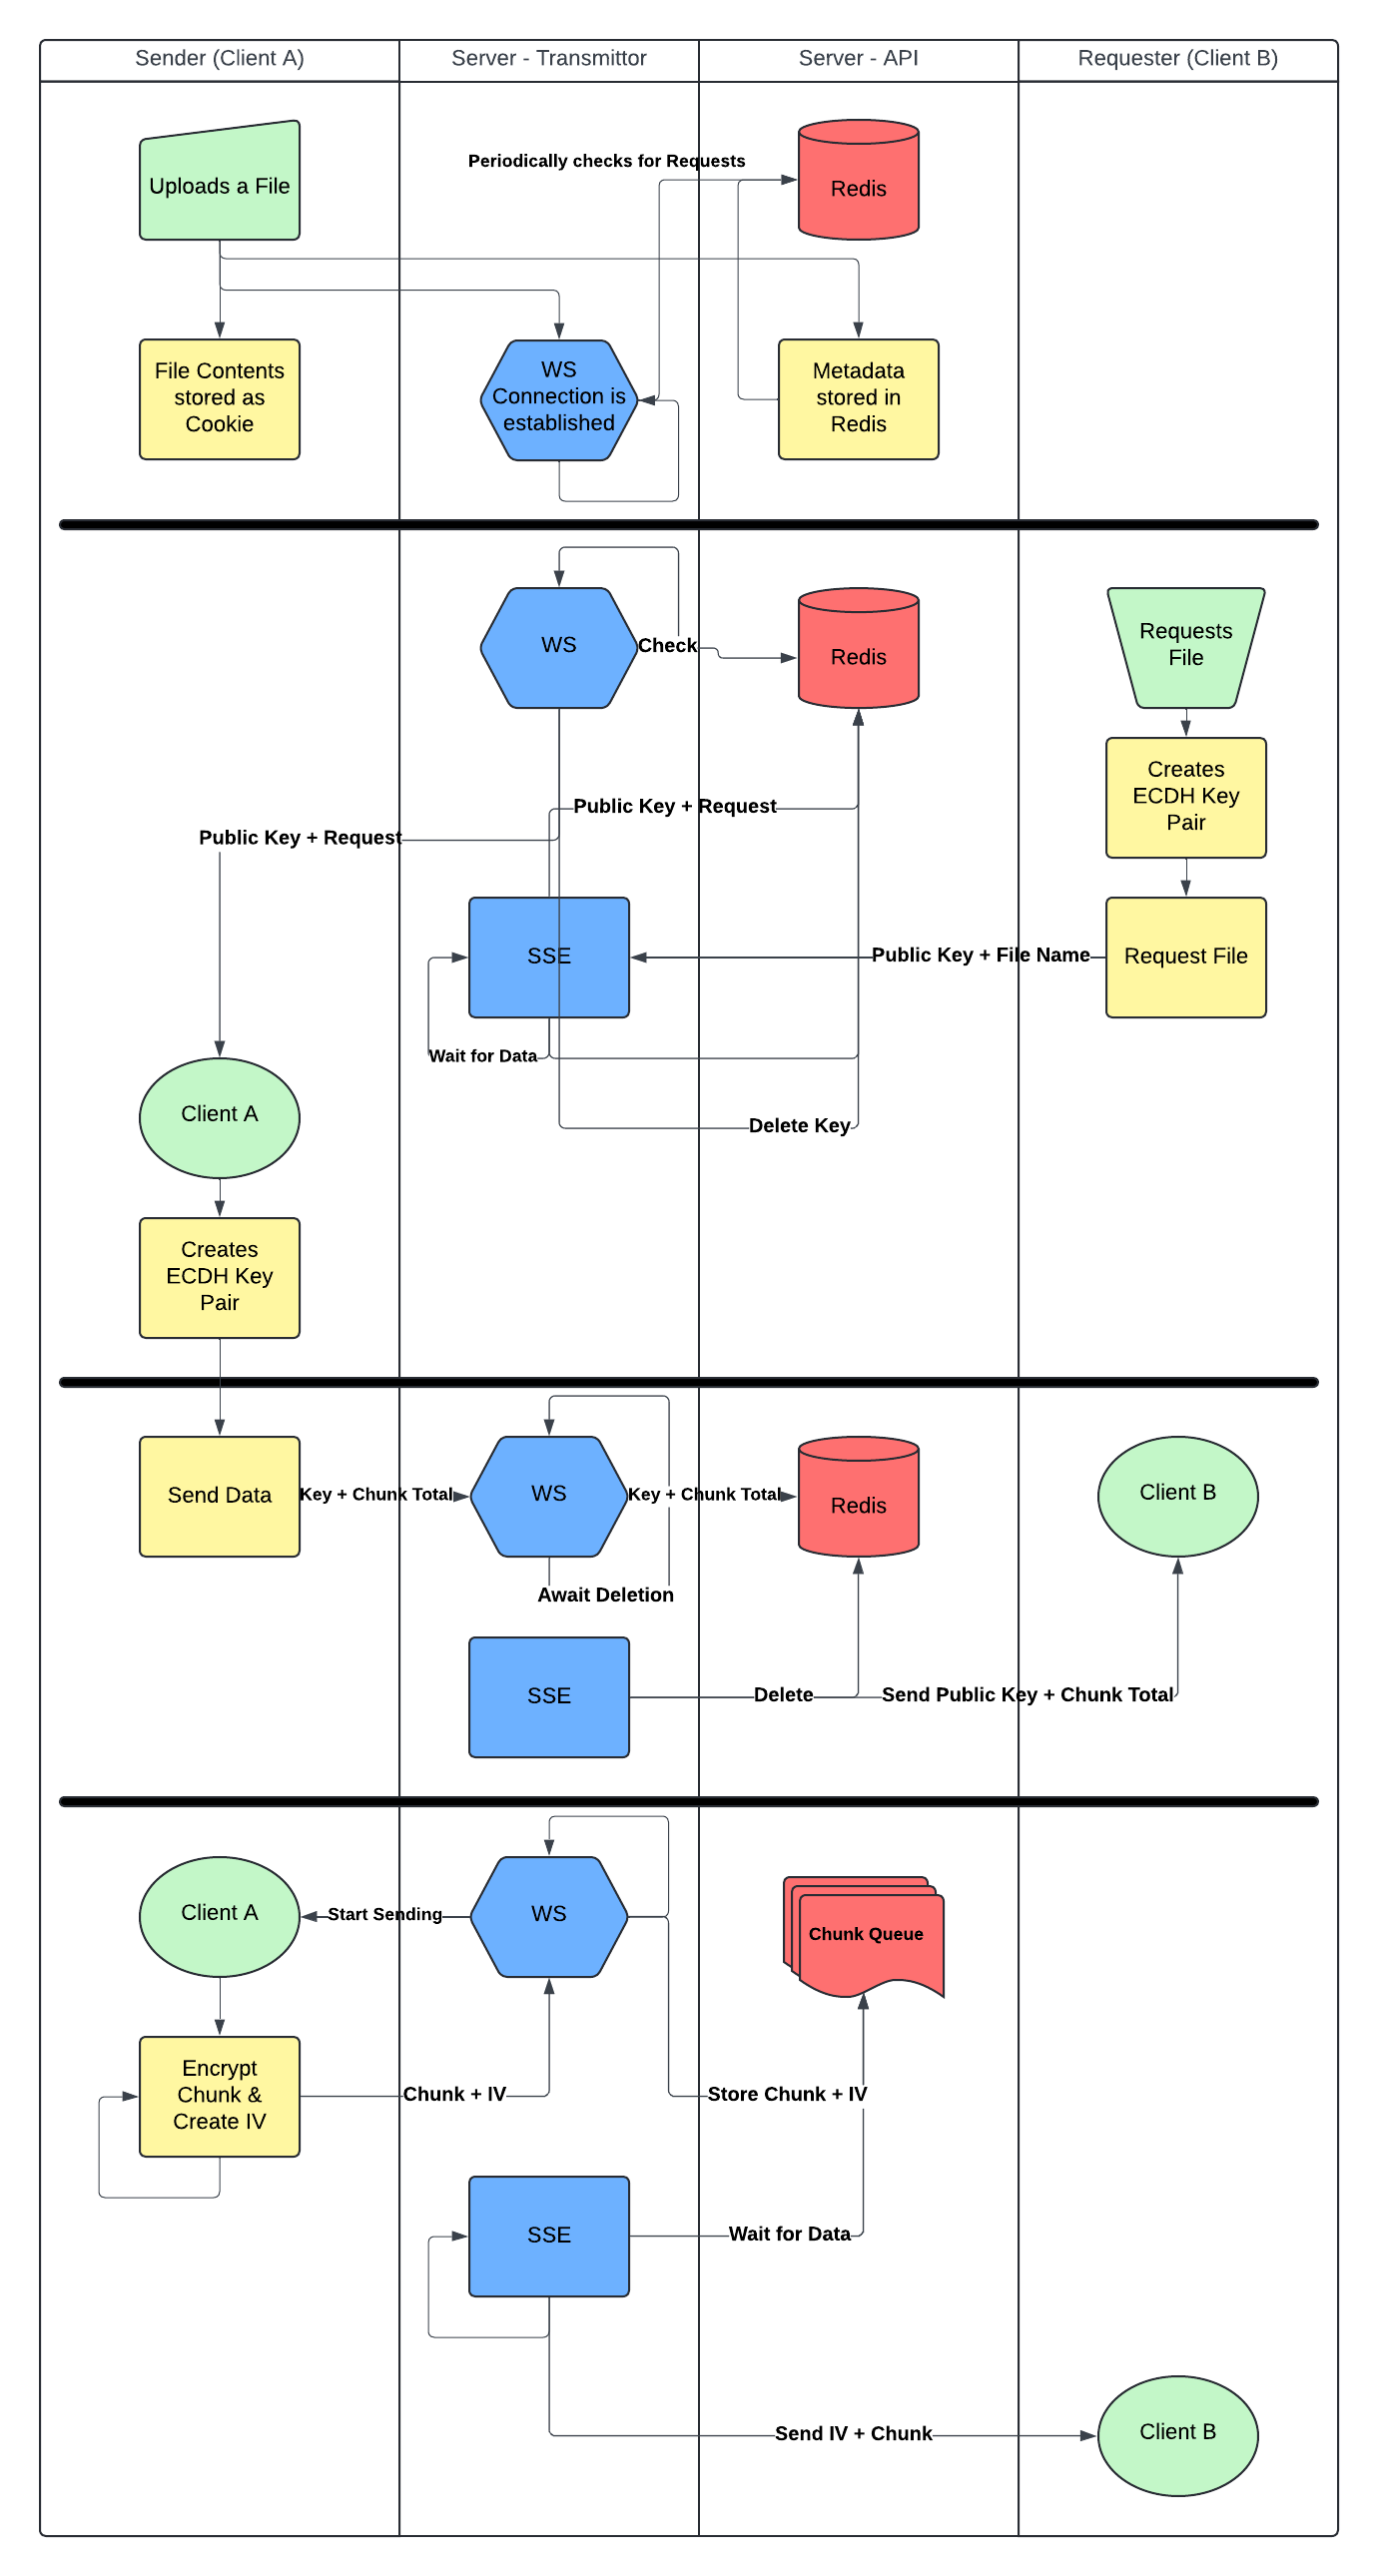 Sender (Client A)
Server - Transmittor
Server - API
Requester (Client B)
Uploads a File
Periodically checks for Requests
Redis
File Contents
stored as
Cookie
WS
Connection is
established
Metadata
stored in
Redis
WS
Check
Redis
Requests
File
Creates
ECDH Key
Pair
Public Key + Request
Public Key + Request
SSE
Public Key + File Name
Request File
Wait for Data
Client A
Delete Key
Creates
ECDH Key
Pair
Send Data
Key + Chunk Total
WS
Key + Chunk Total
Redis
Client B
Await Deletion
SSE
Delete
Send Public Key + Chunk Total
Client A
Start Sending
WS
Chunk Queue
Encrypt
Chunk &
Create IV
Chunk + IV
Store Chunk + IV
SSE
Wait for Data
Send IV + Chunk
Client B